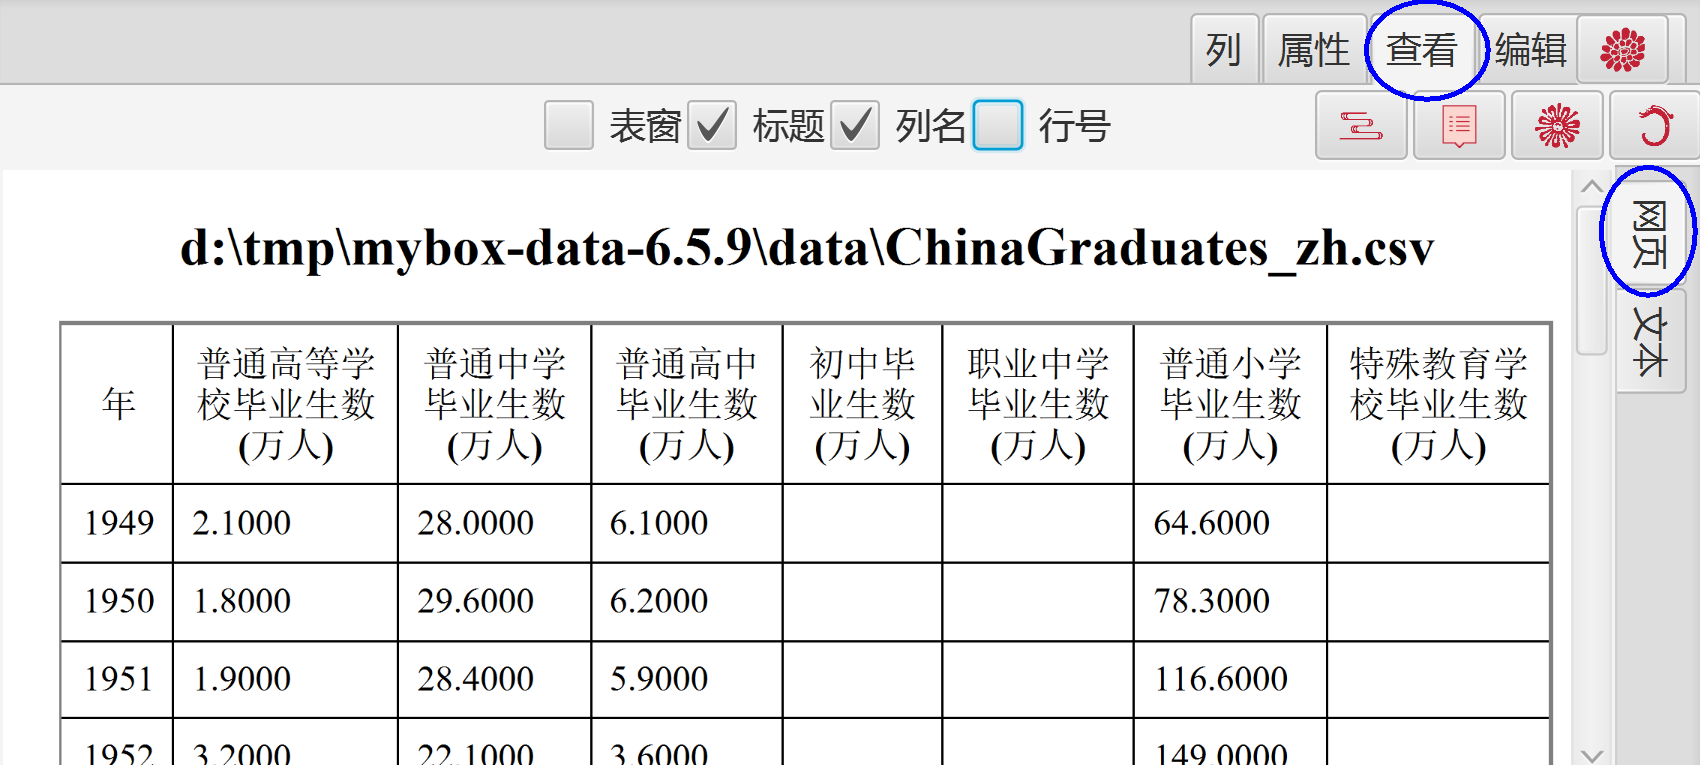 列 属性 查看 编辑
表窗 标题 列名 行号
网页
文本
d:\tmp\mybox-data-6.5.9\data\ChinaGraduates_zh.csv
年 普通高等学校毕业生数(万人) 普通中学毕业生数(万人) 普通高中毕业生数(万人) 初中毕业生数(万人) 职业中学毕业生数(万人) 普通小学毕业生数(万人) 特殊教育学校毕业生数(万人)
1949 2.1000 28.0000 6.1000 64.6000
1950 1.8000 29.6000 6.2000 78.3000
1951 1.9000 28.4000 5.9000 116.6000
1952 3.2000 22.1000 3.6000 149.0000